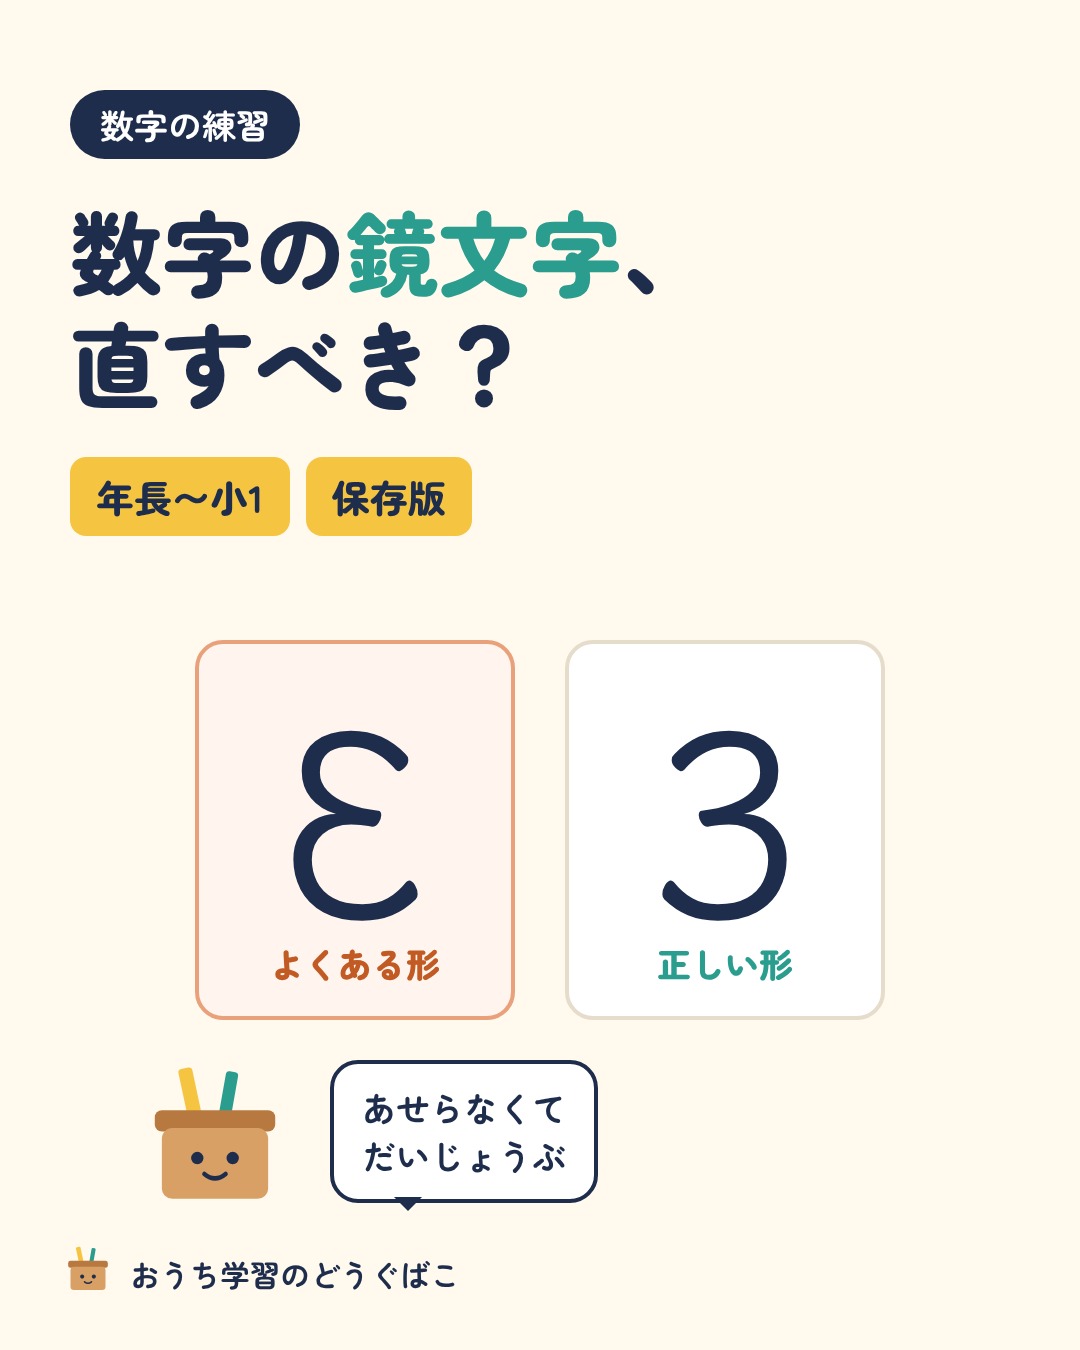 数字の練習
数字の鏡文字、
直すべき？
年長〜小1
保存版
Ɛ
3
よくある形
正しい形
あせらなくて
だいじょうぶ
おうち学習のどうぐばこ